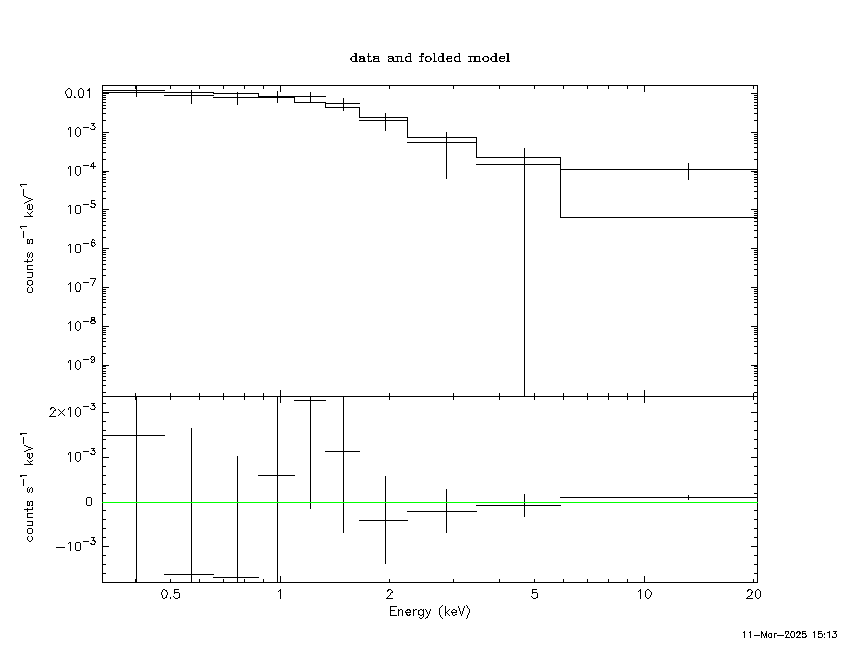 data and folded model
0.01
10⁻³
10⁻⁴
10⁻⁵
10⁻⁶
10⁻⁷
10⁻⁸
10⁻⁹
counts s⁻¹ keV⁻¹
2×10⁻³
10⁻³
0
−10⁻³
counts s⁻¹ keV⁻¹
0.5 1 2 5 10 20
Energy (keV)
11-Mar-2025 15:13